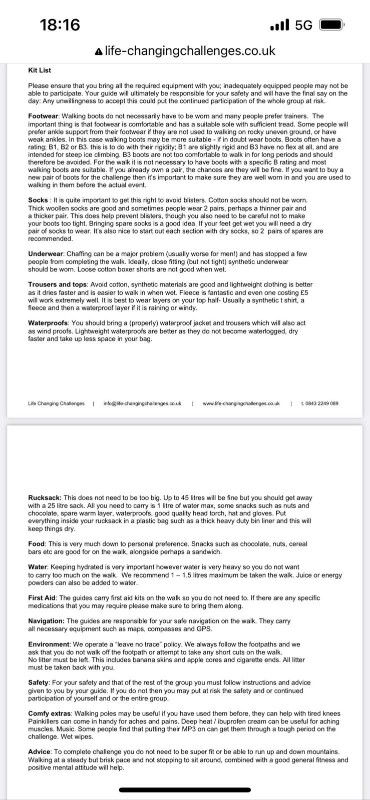 18:16
5G
life-changingchallenges.co.uk
Kit List
Please ensure that you bring all the required equipment with you; inadequately equipped people may not be
able to participate. Your guide will ultimately be responsible for your safety and will have the final say on the
day: Any unwillingness to accept this could put the continued participation of the whole group at risk.
Footwear: Walking boots do not necessarily have to be worn and many people prefer trainers. The
important thing is that footwear is comfortable and has a suitable sole with sufficient tread. Some people will
prefer ankle support from their footwear if they are not used to walking on rocky uneven ground, or have
weak ankles. In this case walking boots may be more suitable - if in doubt wear boots. Boots often have a
rating; B1, B2 or B3. this is to do with their rigidity; B1 are slightly rigid and B3 have no flex at all, and are
intended for steep ice climbing. B3 boots are not too comfortable to walk in for long periods and should
therefore be avoided. For the walk it is not necessary to have boots with a specific B rating and most
walking boots are suitable. If you already own a pair, the chances are they will be fine. If you want to buy a
new pair of boots for the challenge then it's important to make sure they are well worn in and you are used to
walking in them before the actual event.
Socks : It is quite important to get this right to avoid blisters. Cotton socks should not be worn.
Thick woollen socks are good and sometimes people wear 2 pairs, perhaps a thinner pair and
a thicker pair. This does help prevent blisters, though you also need to be careful not to make
your boots too tight. Bringing spare socks is a good idea. If your feet get wet you will need a dry
pair of socks to wear. It's also nice to start out each section with dry socks, so 2 pairs of spares are
recommended.
Underwear: Chaffing can be a major problem (usually worse for men!) and has stopped a few
people from completing the walk. Ideally, close fitting (but not tight) synthetic underwear
should be worn. Loose cotton boxer shorts are not good when wet.
Trousers and tops: Avoid cotton, synthetic materials are good and lightweight clothing is better
as it dries faster and is easier to walk in when wet. Fleece is fantastic and even one costing £5
will work extremely well. It is best to wear layers on your top half- Usually a synthetic t shirt, a
fleece and then a waterproof layer if it is raining or windy.
Waterproofs: You should bring a (properly) waterproof jacket and trousers which will also act
as wind proofs. Lightweight waterproofs are better as they do not become waterlogged, dry
faster and take up less space in your bag.
Life Changing Challenges | info@life-changingchallenges.co.uk | www.life-changingchallenges.co.uk | t. 0843 2249 089
Rucksack: This does not need to be too big. Up to 45 litres will be fine but you should get away
with a 25 litre sack. All you need to carry is 1 litre of water max, some snacks such as nuts and
chocolate, spare warm layer, waterproofs, good quality head torch, hat and gloves. Put
everything inside your rucksack in a plastic bag such as a thick heavy duty bin liner and this will
keep things dry.
Food: This is very much down to personal preference. Snacks such as chocolate, nuts, cereal
bars etc are good for on the walk, alongside perhaps a sandwich.
Water: Keeping hydrated is very important however water is very heavy so you do not want
to carry too much on the walk. We recommend 1 – 1.5 litres maximum be taken the walk. Juice or energy
powders can also be added to water.
First Aid: The guides carry first aid kits on the walk so you do not need to. If there are any specific
medications that you may require please make sure to bring them along.
Navigation: The guides are responsible for your safe navigation on the walk. They carry
all necessary equipment such as maps, compasses and GPS.
Environment: We operate a "leave no trace" policy. We always follow the footpaths and we
ask that you do not walk off the footpath or attempt to take any short cuts on the walk.
No litter must be left. This includes banana skins and apple cores and cigarette ends. All litter
must be taken back with you.
Safety: For your safety and that of the rest of the group you must follow instructions and advice
given to you by your guide. If you do not then you may put at risk the safety and or continued
participation of yourself and or the entire group.
Comfy extras: Walking poles may be useful if you have used them before, they can help with tired knees
Painkillers can come in handy for aches and pains. Deep heat / ibuprofen cream can be useful for aching
muscles. Music. Some people find that putting their MP3 on can get them through a tough period on the
challenge. Wet wipes.
Advice: To complete challenge you do not need to be super fit or be able to run up and down mountains.
Walking at a steady but brisk pace and not stopping to sit around, combined with a good general fitness and
positive mental attitude will help.